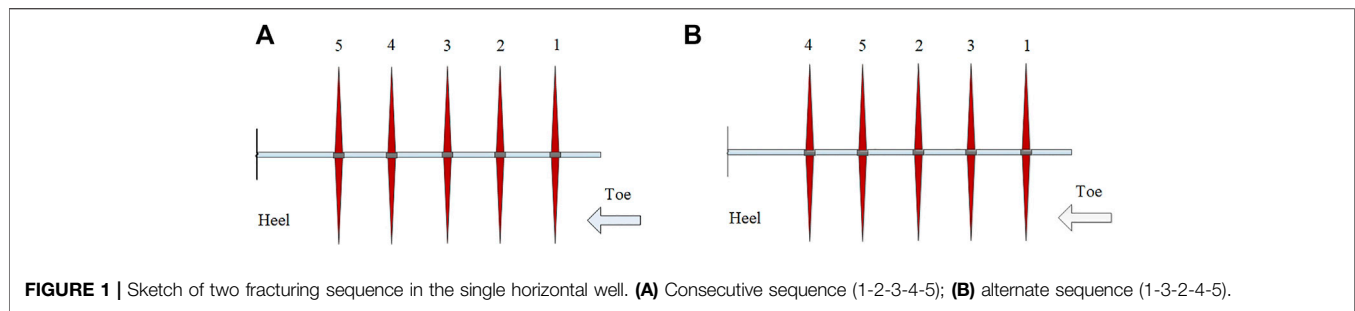 A
5 4 3 2 1
Toe
Heel
B
4 5 2 3 1
Toe
Heel
FIGURE 1 | Sketch of two fracturing sequence in the single horizontal well. (A) Consecutive sequence (1-2-3-4-5); (B) alternate sequence (1-3-2-4-5).